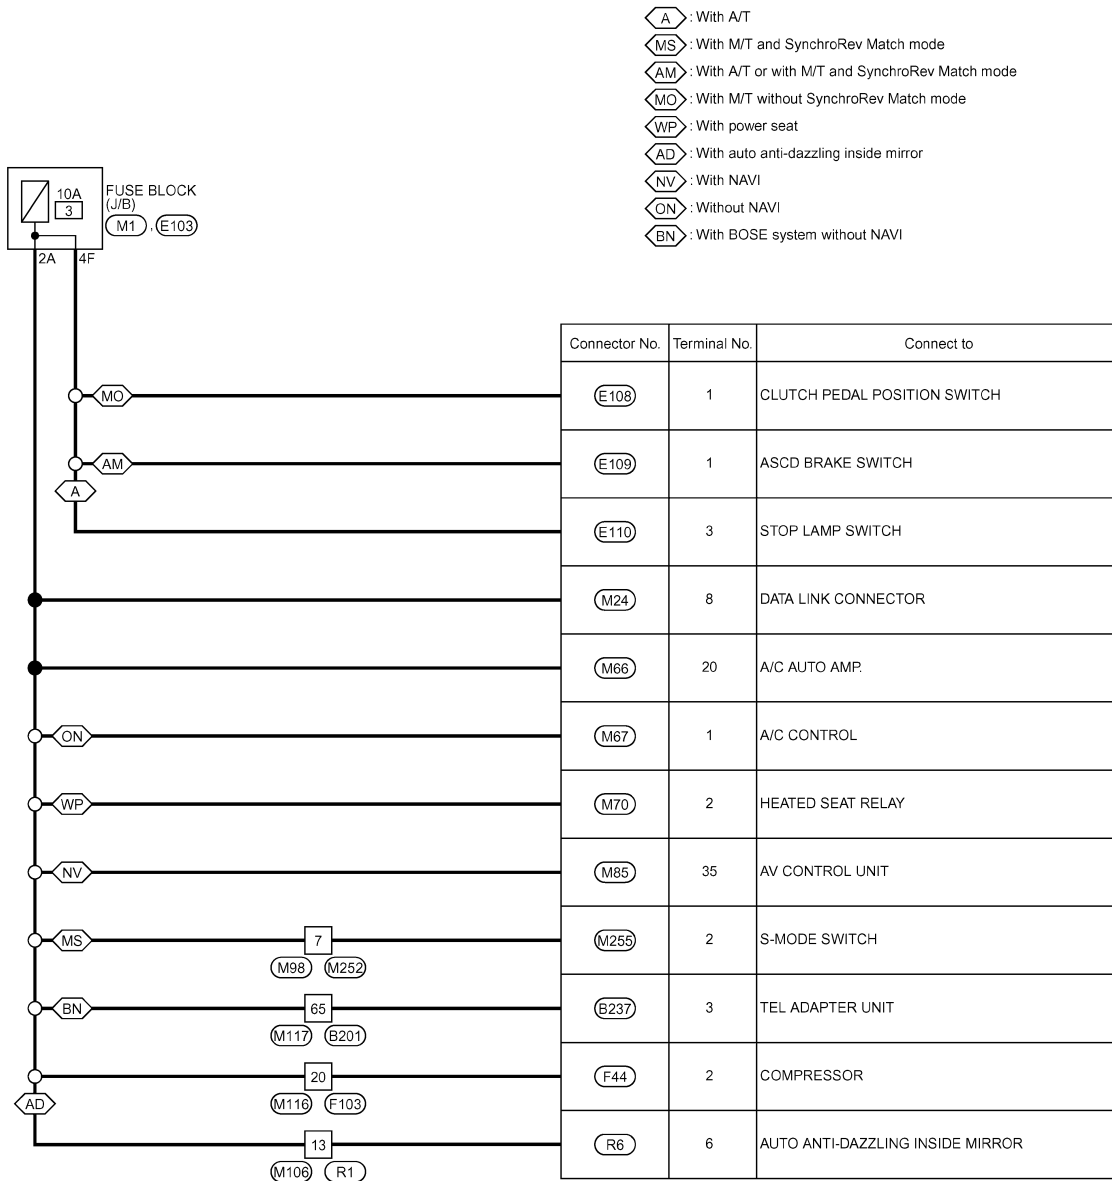 A : With A/T
MS : With M/T and SynchroRev Match mode
AM : With A/T or with M/T and SynchroRev Match mode
MO : With M/T without SynchroRev Match mode
WP : With power seat
AD : With auto anti-dazzling inside mirror
NV : With NAVI
ON : Without NAVI
BN : With BOSE system without NAVI
10A
3
FUSE BLOCK
(J/B)
M1 , E103
2A 4F
Connector No. Terminal No. Connect to
MO E108 1 CLUTCH PEDAL POSITION SWITCH
AM E109 1 ASCD BRAKE SWITCH
A
E110 3 STOP LAMP SWITCH
M24 8 DATA LINK CONNECTOR
M66 20 A/C AUTO AMP.
ON M67 1 A/C CONTROL
WP M70 2 HEATED SEAT RELAY
NV M85 35 AV CONTROL UNIT
MS 7 M255 2 S-MODE SWITCH
M98 M252
BN 65 B237 3 TEL ADAPTER UNIT
M117 B201
20 F44 2 COMPRESSOR
AD M116 F103
13 R6 6 AUTO ANTI-DAZZLING INSIDE MIRROR
M106 R1